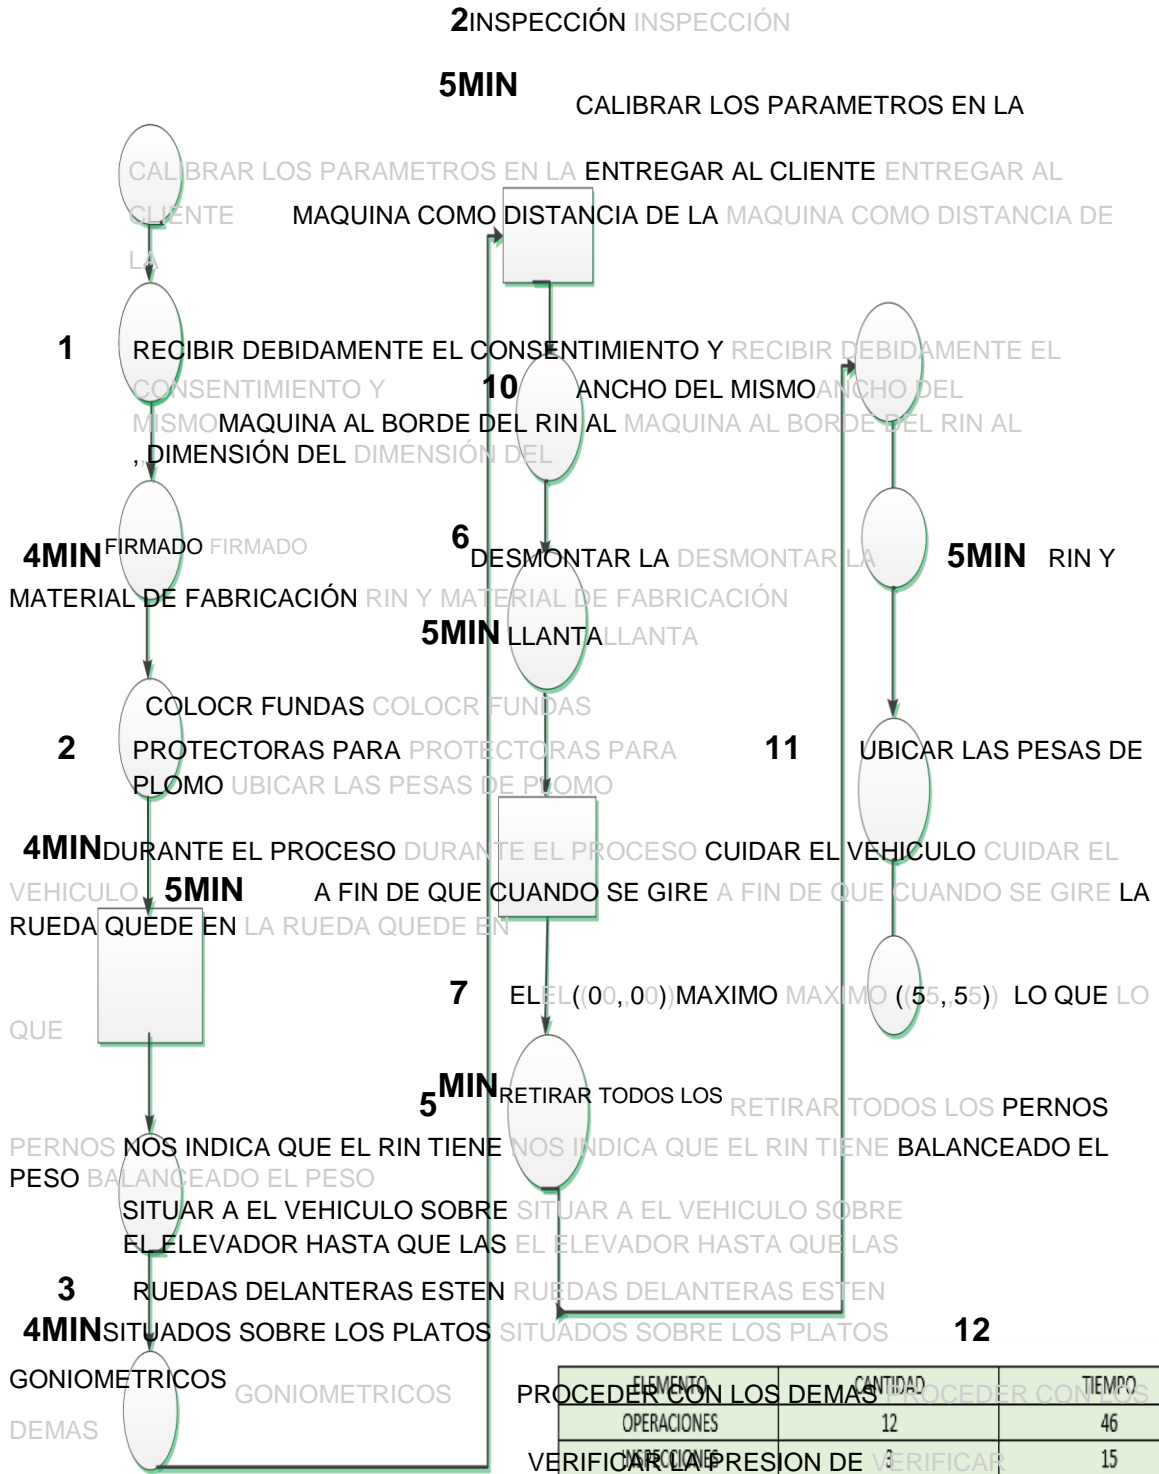 2INSPECCIÓN INSPECCIÓN
5MIN
CALIBRAR LOS PARAMETROS EN LA
CALIBRAR LOS PARAMETROS EN LA ENTREGAR AL CLIENTE ENTREGAR AL
CLIENTE MAQUINA COMO DISTANCIA DE LA MAQUINA COMO DISTANCIA DE
LA
1 RECIBIR DEBIDAMENTE EL CONSENTIMIENTO Y RECIBIR DEBIDAMENTE EL
CONSENTIMIENTO Y 10 ANCHO DEL MISMO ANCHO DEL
MISMO MAQUINA AL BORDE DEL RIN AL MAQUINA AL BORDE DEL RIN AL
,, DIMENSIÓN DEL DIMENSIÓN DEL
4MIN FIRMADO FIRMADO 6 DESMONTAR LA DESMONTAR LA 5MIN RIN Y
MATERIAL DE FABRICACIÓN RIN Y MATERIAL DE FABRICACIÓN
5MIN LLANTA LLANTA
COLOCR FUNDAS COLOCR FUNDAS
2 PROTECTORAS PARA PROTECTORAS PARA 11 UBICAR LAS PESAS DE
PLOMO UBICAR LAS PESAS DE PLOMO
4MIN DURANTE EL PROCESO DURANTE EL PROCESO CUIDAR EL VEHICULO CUIDAR EL
VEHICULO 5MIN A FIN DE QUE CUANDO SE GIRE A FIN DE QUE CUANDO SE GIRE LA
RUEDA QUEDE EN LA RUEDA QUEDE EN
7 EL EL ((00,,00)) MAXIMO MAXIMO ((55,,55)) LO QUE LO
QUE
5 MIN RETIRAR TODOS LOS RETIRAR TODOS LOS PERNOS
PERNOS NOS INDICA QUE EL RIN TIENE NOS INDICA QUE EL RIN TIENE BALANCEADO EL
PESO BALANCEADO EL PESO
SITUAR A EL VEHICULO SOBRE SITUAR A EL VEHICULO SOBRE
EL ELEVADOR HASTA QUE LAS EL ELEVADOR HASTA QUE LAS
3 RUEDAS DELANTERAS ESTEN RUEDAS DELANTERAS ESTEN
4MIN SITUADOS SOBRE LOS PLATOS SITUADOS SOBRE LOS PLATOS 12
GONIOMETRICOS GONIOMETRICOS PROCEDER CON LOS DEMAS PROCEDER CON LOS
DEMAS
ELEMENTO CANTIDAD TIEMPO
OPERACIONES 12 46
INSPECCIONES 3 15
VERIFICAR LA PRESION DE VERIFICAR